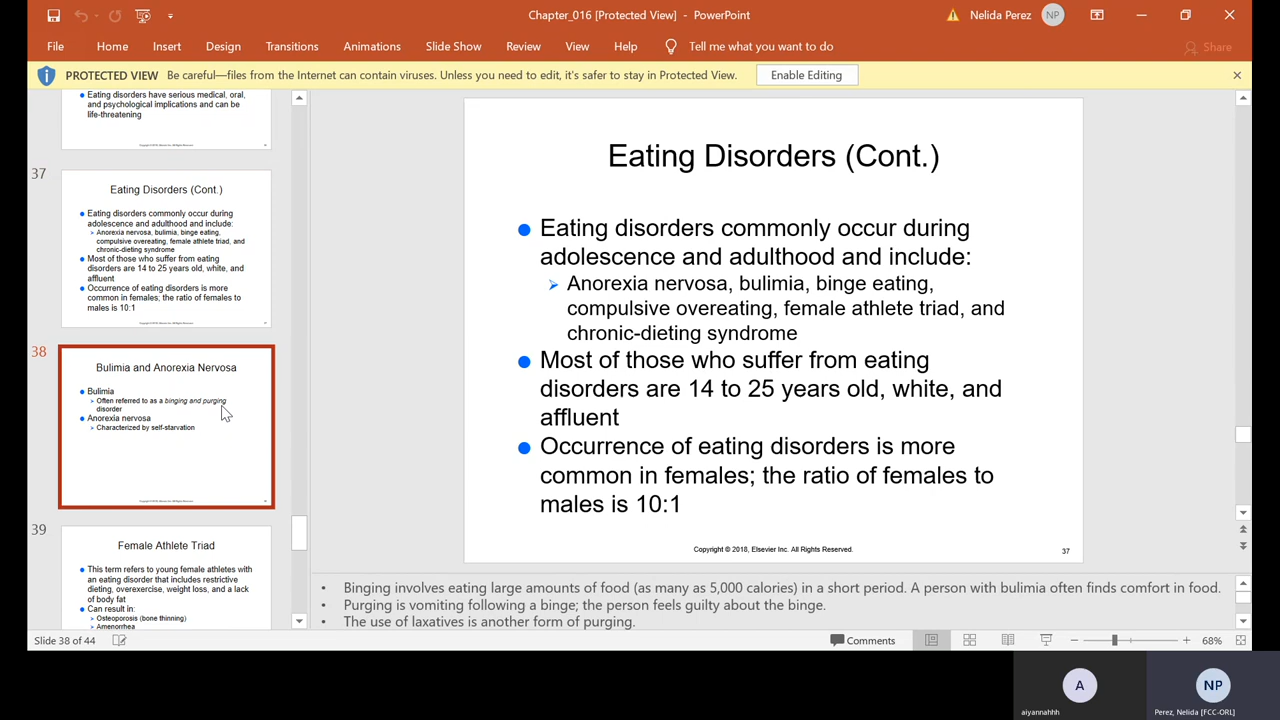 Chapter_016 [Protected View] - PowerPoint
Nelida Perez
NP
File Home Insert Design Transitions Animations Slide Show Review View Help Tell me what you want to do Share
PROTECTED VIEW Be careful—files from the Internet can contain viruses. Unless you need to edit, it's safer to stay in Protected View. Enable Editing
Eating disorders have serious medical, oral,
and psychological implications and can be
life-threatening
37
Eating Disorders (Cont.)
Eating disorders commonly occur during
adolescence and adulthood and include:
Anorexia nervosa, bulimia, binge eating,
compulsive overeating, female athlete triad, and
chronic-dieting syndrome
Most of those who suffer from eating
disorders are 14 to 25 years old, white, and
affluent
Occurrence of eating disorders is more
common in females; the ratio of females to
males is 10:1
38
Bulimia and Anorexia Nervosa
Bulimia
Often referred to as a binging and purging
disorder
Anorexia nervosa
Characterized by self-starvation
39
Female Athlete Triad
This term refers to young female athletes with
an eating disorder that includes restrictive
dieting, overexercise, weight loss, and a lack
of body fat
Can result in:
Osteoporosis (bone thinning)
Amenorrhea
Eating Disorders (Cont.)
Eating disorders commonly occur during
adolescence and adulthood and include:
Anorexia nervosa, bulimia, binge eating,
compulsive overeating, female athlete triad, and
chronic-dieting syndrome
Most of those who suffer from eating
disorders are 14 to 25 years old, white, and
affluent
Occurrence of eating disorders is more
common in females; the ratio of females to
males is 10:1
Copyright © 2018, Elsevier Inc. All Rights Reserved.
37
• Binging involves eating large amounts of food (as many as 5,000 calories) in a short period. A person with bulimia often finds comfort in food.
• Purging is vomiting following a binge; the person feels guilty about the binge.
• The use of laxatives is another form of purging.
Slide 38 of 44
Comments
68%
A
aiyannahhh
NP
Perez, Nelida [FCC-ORL]